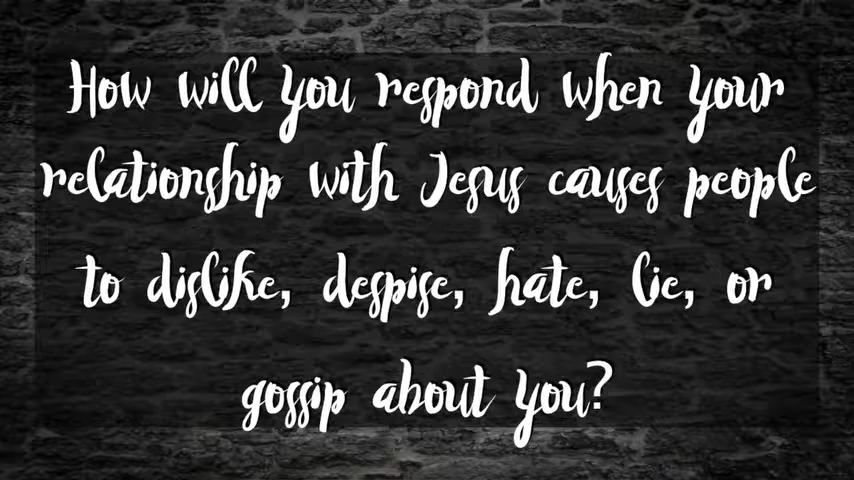 How will you respond when your
relationship with Jesus causes people
to dislike, despise, hate, lie, or
gossip about you?